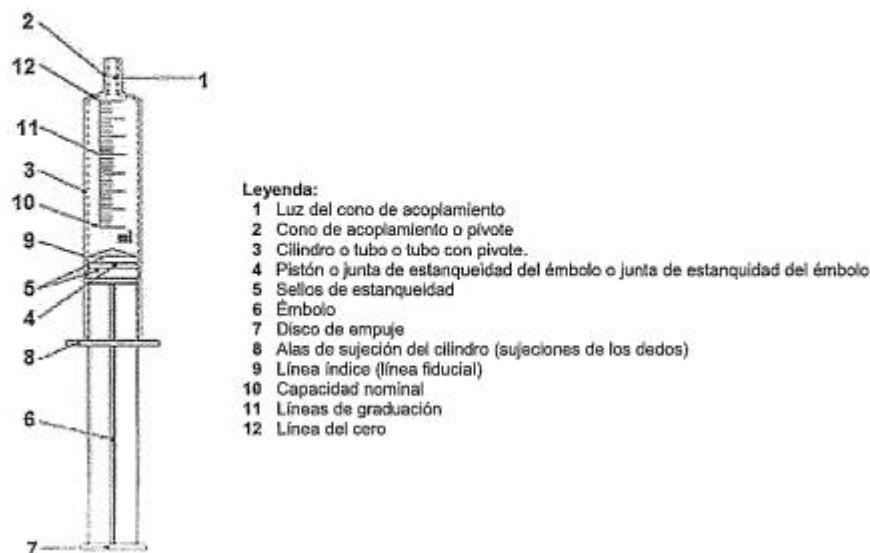 2
12
1
11
3
10
ml
9
5
4
8
6
7
Leyenda:
1 Luz del cono de acoplamiento
2 Cono de acoplamiento o pivote
3 Cilindro o tubo o tubo con pivote.
4 Pistón o junta de estanqueidad del émbolo o junta de estanquidad del émbolo
5 Sellos de estanqueidad
6 Émbolo
7 Disco de empuje
8 Alas de sujeción del cilindro (sujeciones de los dedos)
9 Línea índice (línea fiducial)
10 Capacidad nominal
11 Líneas de graduación
12 Línea del cero